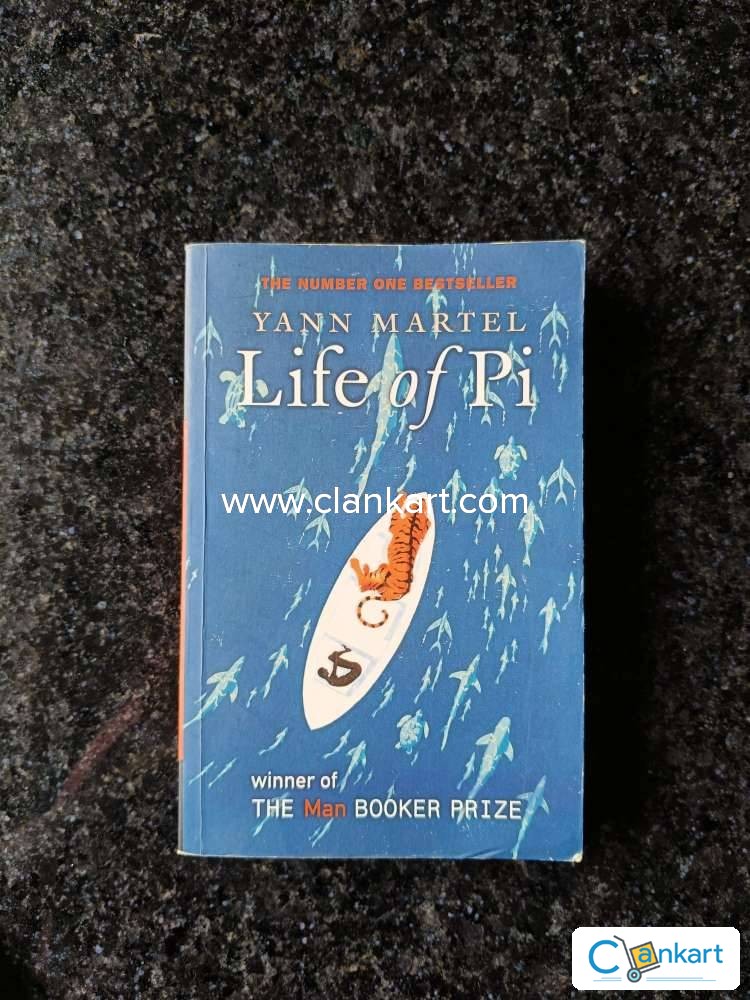 THE NUMBER ONE BESTSELLER
YANN MARTEL
Life of Pi
www.clankart.com
winner of
THE Man BOOKER PRIZE
Clankart